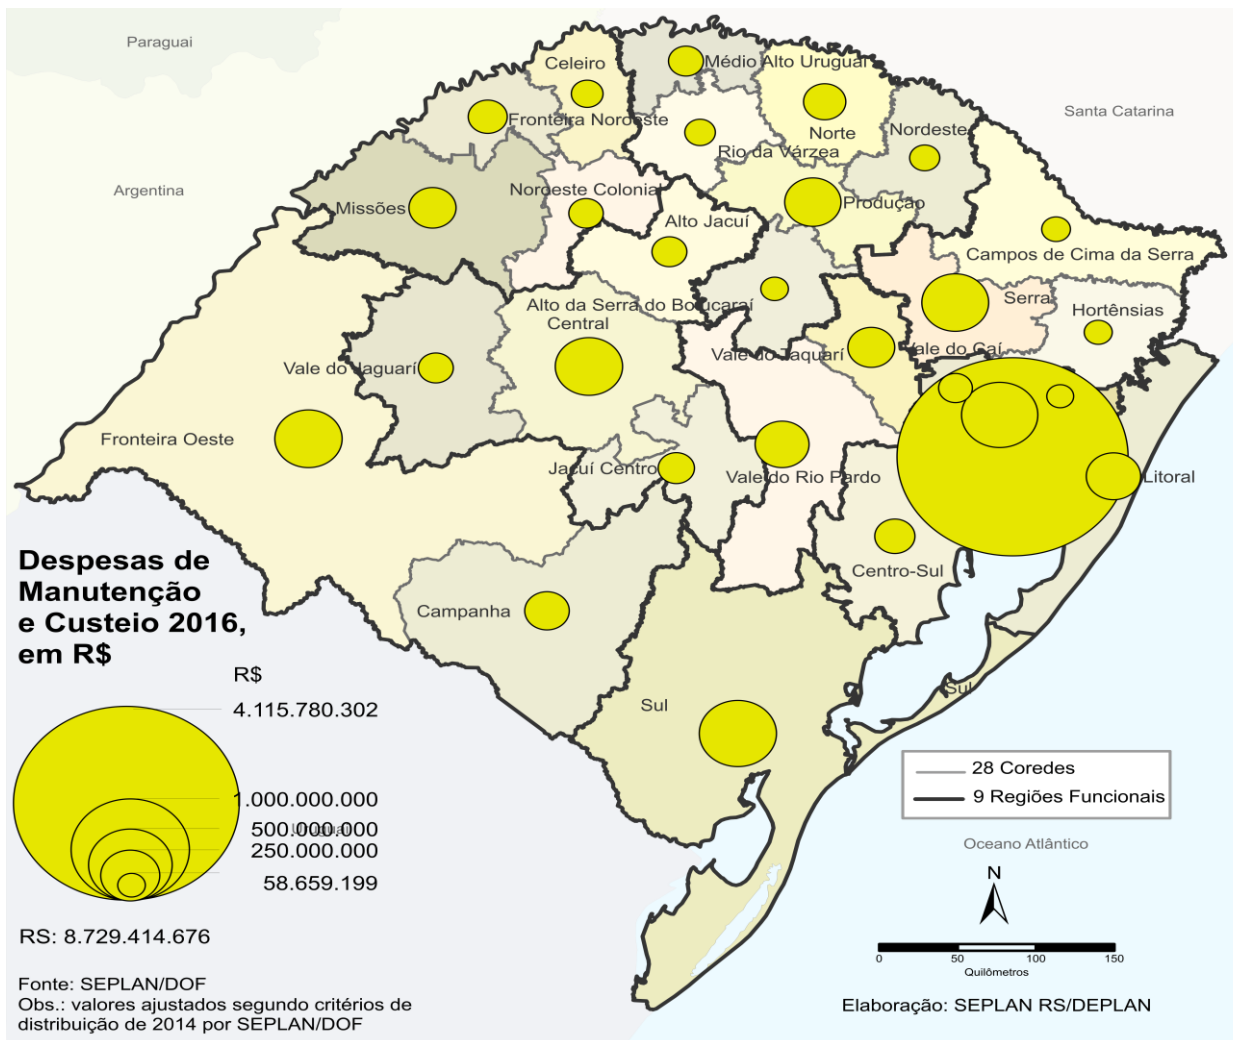 Paraguai
Celeiro
Médio Alto Uruguai
Santa Catarina
Fronteira Noroeste
Norte
Nordeste
Rio da Várzea
Argentina
Noroeste Colonial
Missões
Produção
Alto Jacuí
Campos de Cima da Serra
Alto da Serra do Botucaraí
Serra
Hortênsias
Central
Vale do Taquarí
Vale do Caí
Vale do Jaguarí
Fronteira Oeste
Jacuí Centro
Vale do Rio Pardo
Litoral
Centro-Sul
Campanha
Sul
Sul
Despesas de
Manutenção
e Custeio 2016,
em R$
R$
4.115.780.302
1.000.000.000
500.000.000
Uruguai
250.000.000
58.659.199
RS: 8.729.414.676
Fonte: SEPLAN/DOF
Obs.: valores ajustados segundo critérios de
distribuição de 2014 por SEPLAN/DOF
28 Coredes
9 Regiões Funcionais
Oceano Atlântico
N
0 50 100 150
Quilômetros
Elaboração: SEPLAN RS/DEPLAN